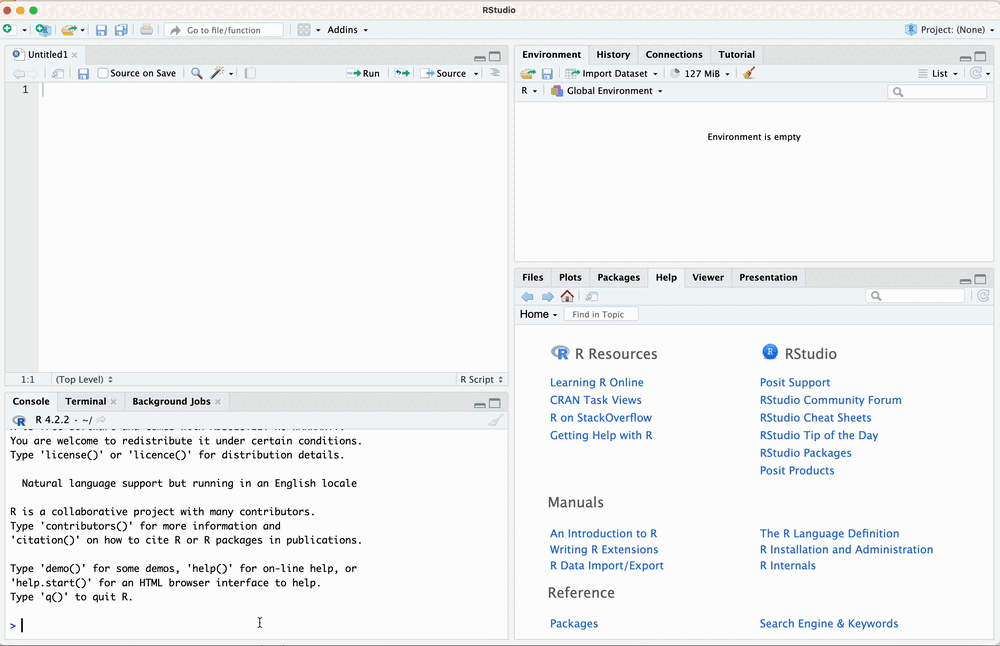 RStudio
Go to file/function
Addins
Project: (None)
Untitled1
Source on Save
Run
Source
1
1:1
(Top Level)
R Script
Console
Terminal
Background Jobs
R 4.2.2 · ~/
You are welcome to redistribute it under certain conditions.
Type 'license()' or 'licence()' for distribution details.
Natural language support but running in an English locale
R is a collaborative project with many contributors.
Type 'contributors()' for more information and
'citation()' on how to cite R or R packages in publications.
Type 'demo()' for some demos, 'help()' for on-line help, or
'help.start()' for an HTML browser interface to help.
Type 'q()' to quit R.
>
Environment
History
Connections
Tutorial
Import Dataset
127 MiB
List
R
Global Environment
Environment is empty
Files
Plots
Packages
Help
Viewer
Presentation
Home
Find in Topic
R Resources
Learning R Online
CRAN Task Views
R on StackOverflow
Getting Help with R
RStudio
Posit Support
RStudio Community Forum
RStudio Cheat Sheets
RStudio Tip of the Day
RStudio Packages
Posit Products
Manuals
An Introduction to R
Writing R Extensions
R Data Import/Export
The R Language Definition
R Installation and Administration
R Internals
Reference
Packages
Search Engine & Keywords